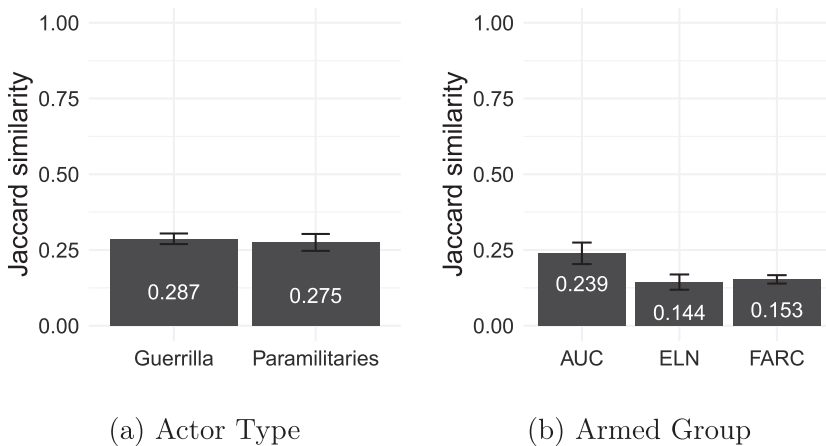 Jaccard similarity
1.00
0.75
0.50
0.25
0.00
0.287
0.275
Guerrilla
Paramilitaries
(a) Actor Type
Jaccard similarity
1.00
0.75
0.50
0.25
0.00
0.239
0.144
0.153
AUC
ELN
FARC
(b) Armed Group